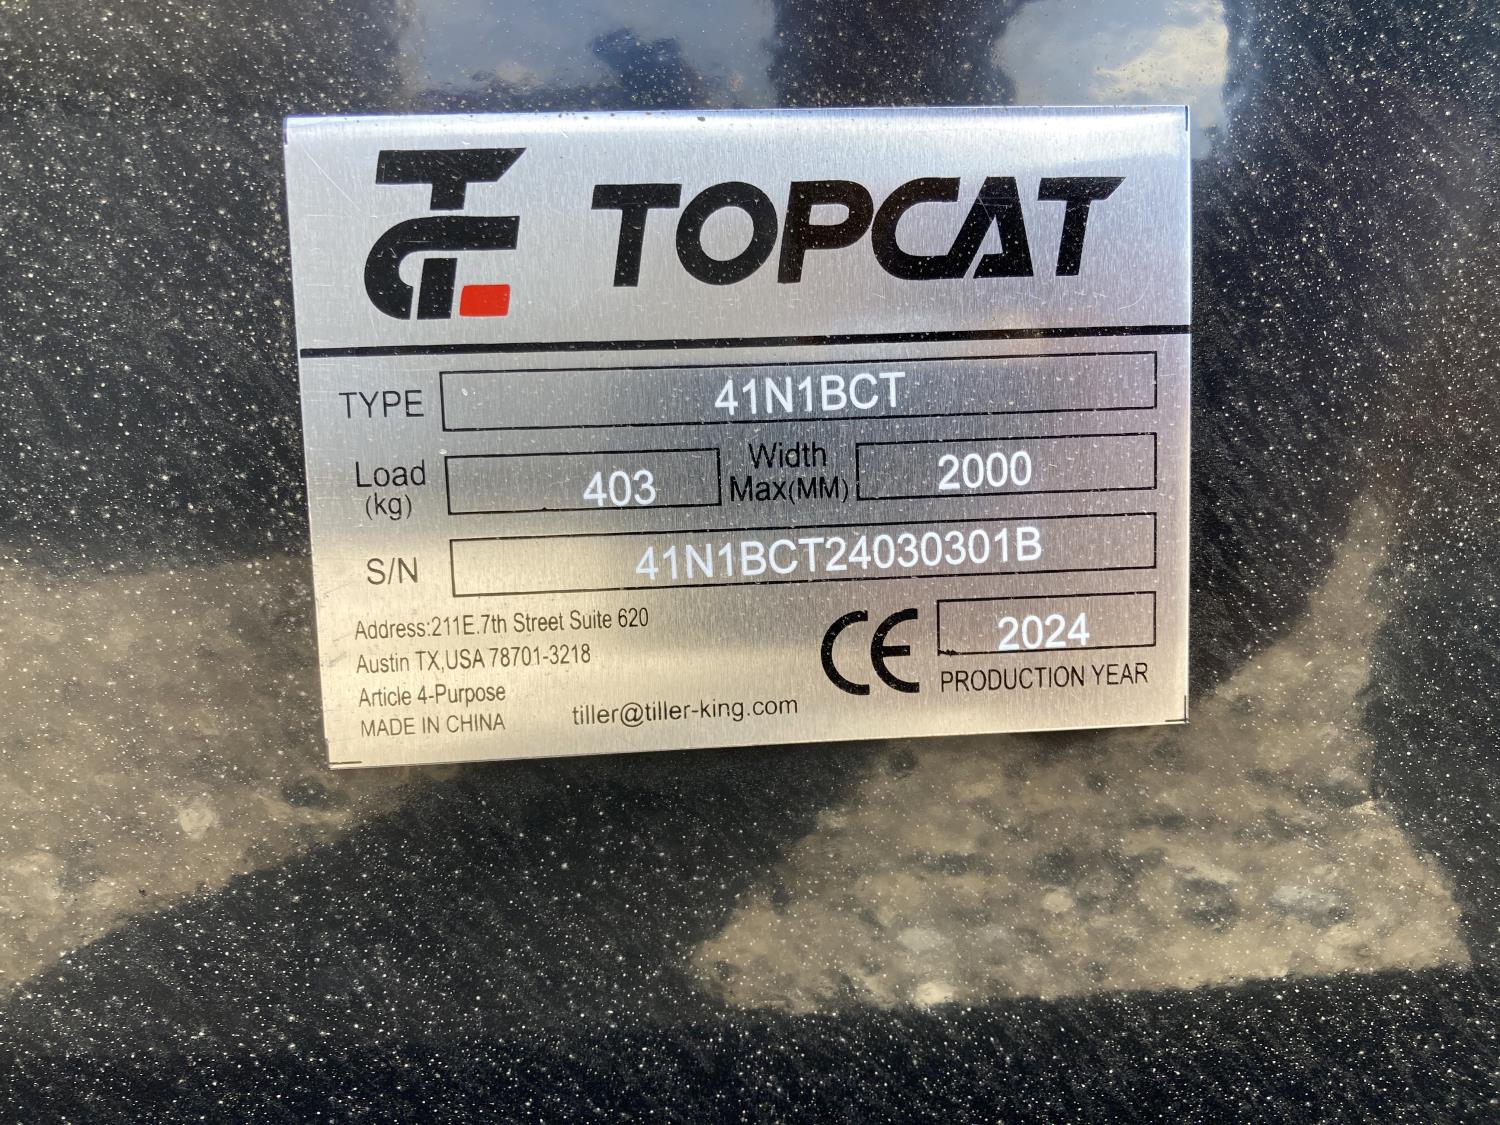 TC TOPCAT
TYPE 41N1BCT
Load (kg) 403 Width Max(MM) 2000
S/N 41N1BCT24030301B
Address:211E.7th Street Suite 620
Austin TX,USA 78701-3218
Article 4-Purpose
MADE IN CHINA
tiller@tiller-king.com
CE 2024
PRODUCTION YEAR